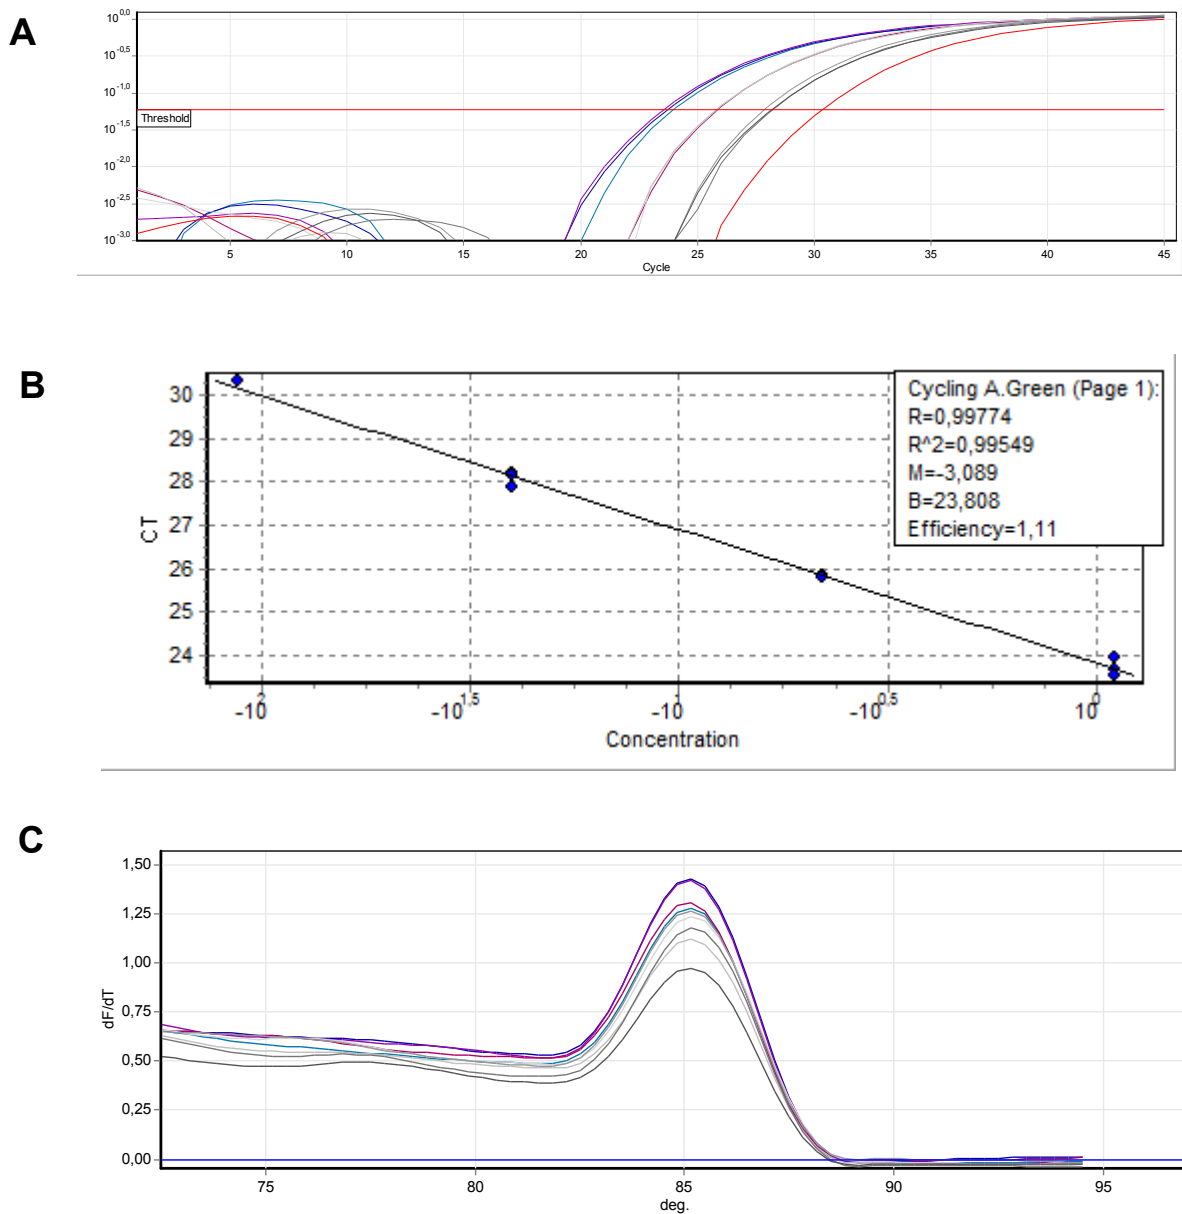 A
10^0,0
10^-0,5
10^-1,0
10^-1,5
10^-2,0
10^-2,5
10^-3,0
Threshold
5 10 15 20 25 30 35 40 45
Cycle
B
30
29
28
27
26
25
24
CT
Cycling A.Green (Page 1):
R=0,99774
R^2=0,99549
M=-3,089
B=23,808
Efficiency=1,11
-10^2 -10^1,5 -10^1 -10^0,5 10^0
Concentration
C
1,50
1,25
1,00
0,75
0,50
0,25
0,00
dF/dT
75 80 85 90 95
deg.